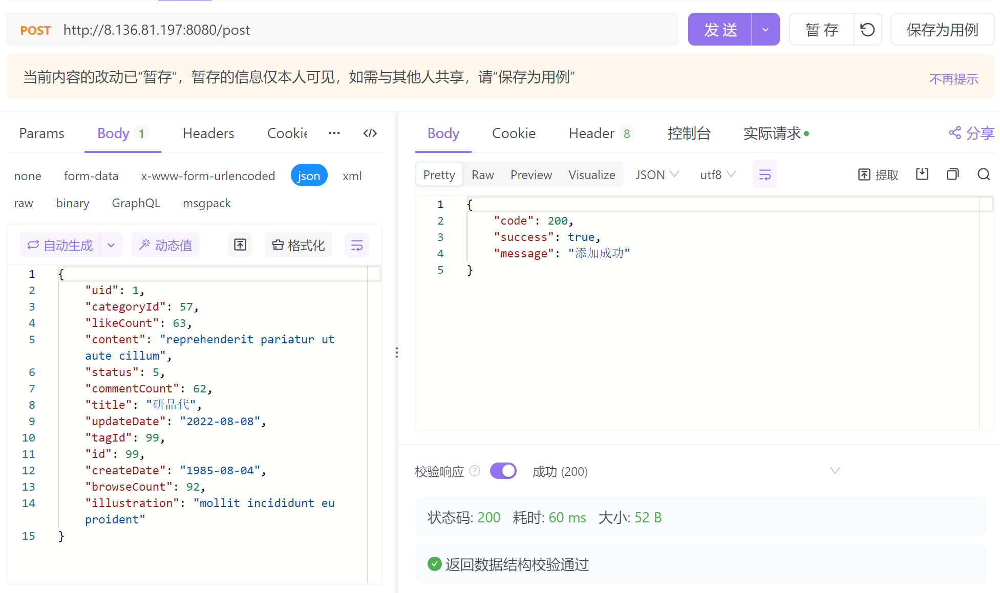 POST http://8.136.81.197:8080/post 发 送 暂 存 保存为用例
当前内容的改动已“暂存”，暂存的信息仅本人可见，如需与其他人共享，请“保存为用例” 不再提示
Params Body 1 Headers Cookie ··· </>
none form-data x-www-form-urlencoded json xml
raw binary GraphQL msgpack
自动生成 动态值 格式化
1 {
2 "uid": 1,
3 "categoryId": 57,
4 "likeCount": 63,
5 "content": "reprehenderit pariatur ut
aute cillum",
6 "status": 5,
7 "commentCount": 62,
8 "title": "研品代",
9 "updateDate": "2022-08-08",
10 "tagId": 99,
11 "id": 99,
12 "createDate": "1985-08-04",
13 "browseCount": 92,
14 "illustration": "mollit incididunt eu
proident"
15 }
Body Cookie Header 8 控制台 实际请求 分享
Pretty Raw Preview Visualize JSON utf8 提取
1 {
2 "code": 200,
3 "success": true,
4 "message": "添加成功"
5 }
校验响应 ? 成功 (200)
状态码: 200 耗时: 60 ms 大小: 52 B
返回数据结构校验通过